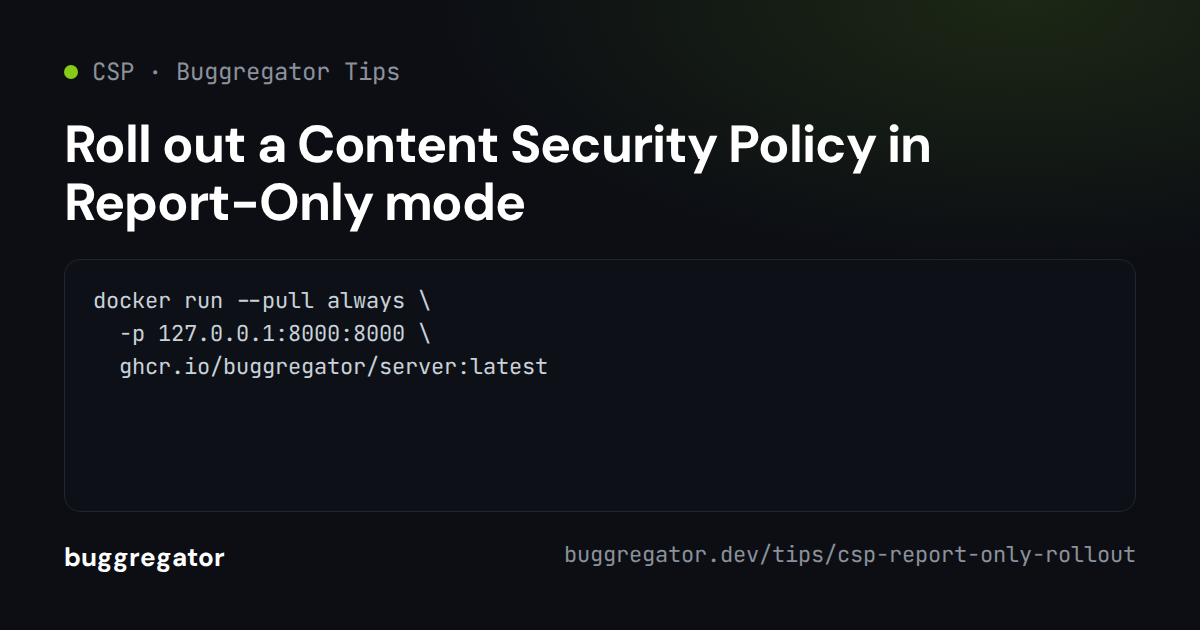 CSP · Buggregator Tips
Roll out a Content Security Policy in
Report-Only mode
docker run --pull always \
  -p 127.0.0.1:8000:8000 \
  ghcr.io/buggregator/server:latest
buggregator
buggregator.dev/tips/csp-report-only-rollout